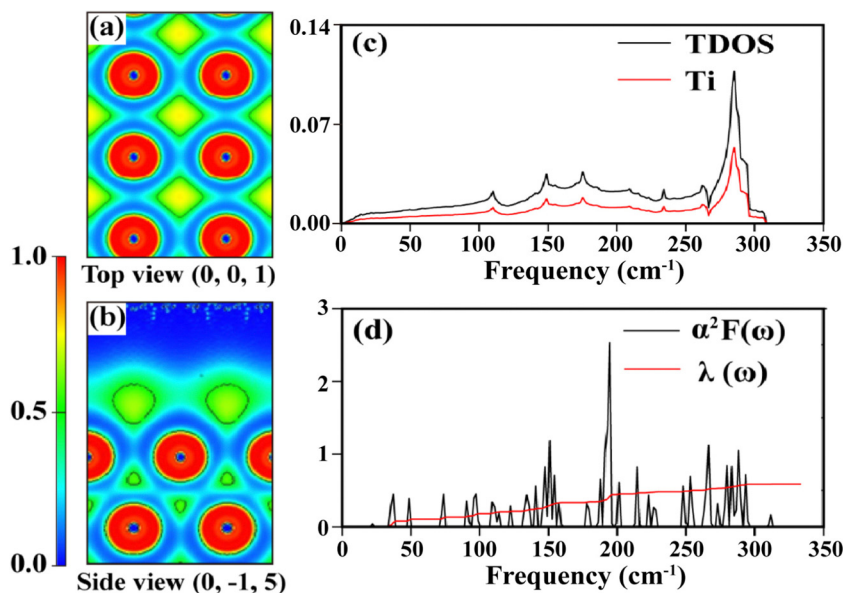 (a)
Top view (0, 0, 1)
1.0
0.5
0.0
(b)
Side view (0, -1, 5)
(c)
TDOS
Ti
0.14
0.07
0.00
0 50 100 150 200 250 300 350
Frequency (cm⁻¹)
(d)
α²F(ω)
λ (ω)
3
2
1
0
0 50 100 150 200 250 300 350
Frequency (cm⁻¹)